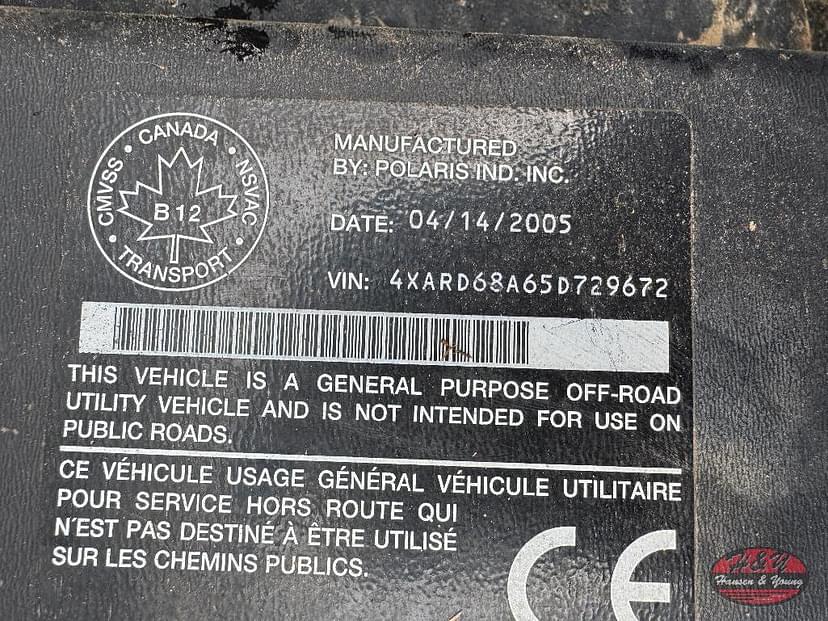 CANADA
CMVSS • NSVAC
B 12
• TRANSPORT •
MANUFACTURED
BY: POLARIS IND. INC.
DATE: 04/14/2005
VIN: 4XARD68A65D729672
THIS VEHICLE IS A GENERAL PURPOSE OFF-ROAD
UTILITY VEHICLE AND IS NOT INTENDED FOR USE ON
PUBLIC ROADS.
CE VÉHICULE USAGE GÉNÉRAL VÉHICULE UTILITAIRE
POUR SERVICE HORS ROUTE QUI
N'EST PAS DESTINÉ À ÊTRE UTILISÉ
SUR LES CHEMINS PUBLICS.
CE
H&Y
Hansen & Young